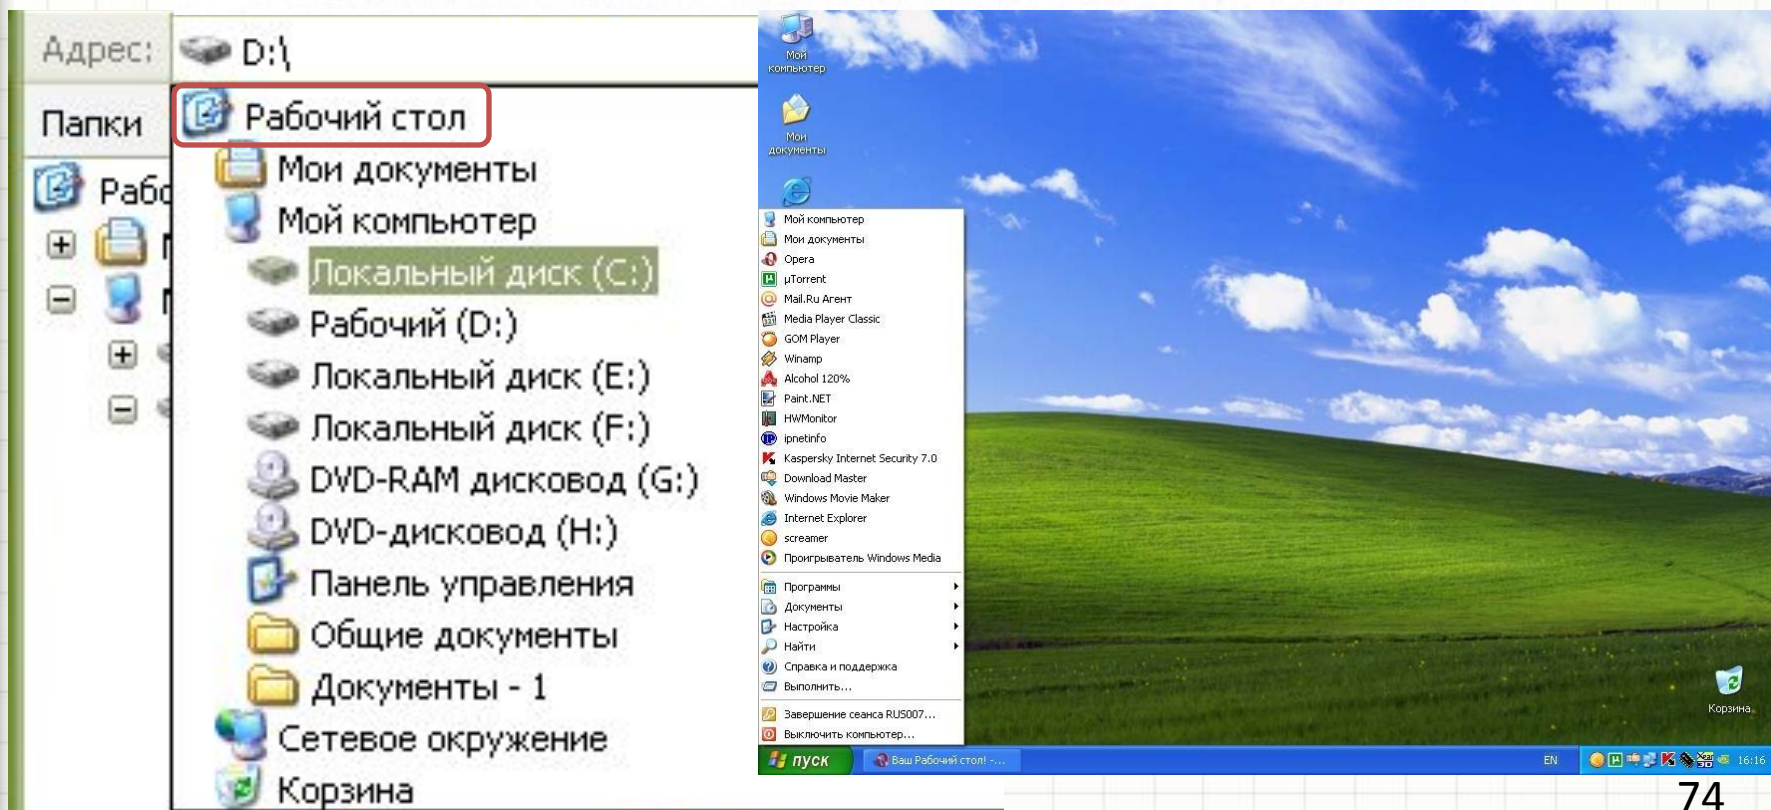 Адрес: D:\
Папки
Рабочий стол
Мои документы
Мой компьютер
Локальный диск (C:)
Рабочий (D:)
Локальный диск (E:)
Локальный диск (F:)
DVD-RAM дисковод (G:)
DVD-дисковод (H:)
Панель управления
Общие документы
Документы - 1
Сетевое окружение
Корзина
Мой
компьютер
Мои
документы
Мой компьютер
Мои документы
Opera
µTorrent
Mail.Ru Агент
Media Player Classic
GOM Player
Winamp
Alcohol 120%
Paint.NET
HWMonitor
ipnetinfo
Kaspersky Internet Security 7.0
Download Master
Windows Movie Maker
Internet Explorer
screamer
Проигрыватель Windows Media
Программы
Документы
Настройка
Найти
Справка и поддержка
Выполнить...
Завершение сеанса RUS007...
Выключить компьютер...
Корзина
пуск
Ваш Рабочий стол! -...
EN
16:16
74